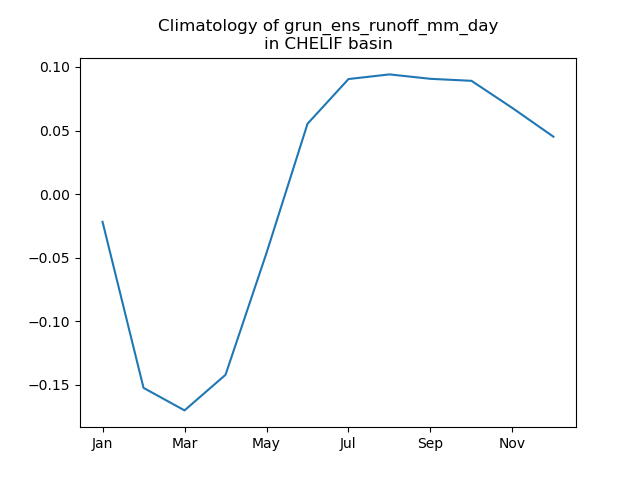 Climatology of grun_ens_runoff_mm_day
in CHELIF basin
0.10
0.05
0.00
−0.05
−0.10
−0.15
Jan Mar May Jul Sep Nov